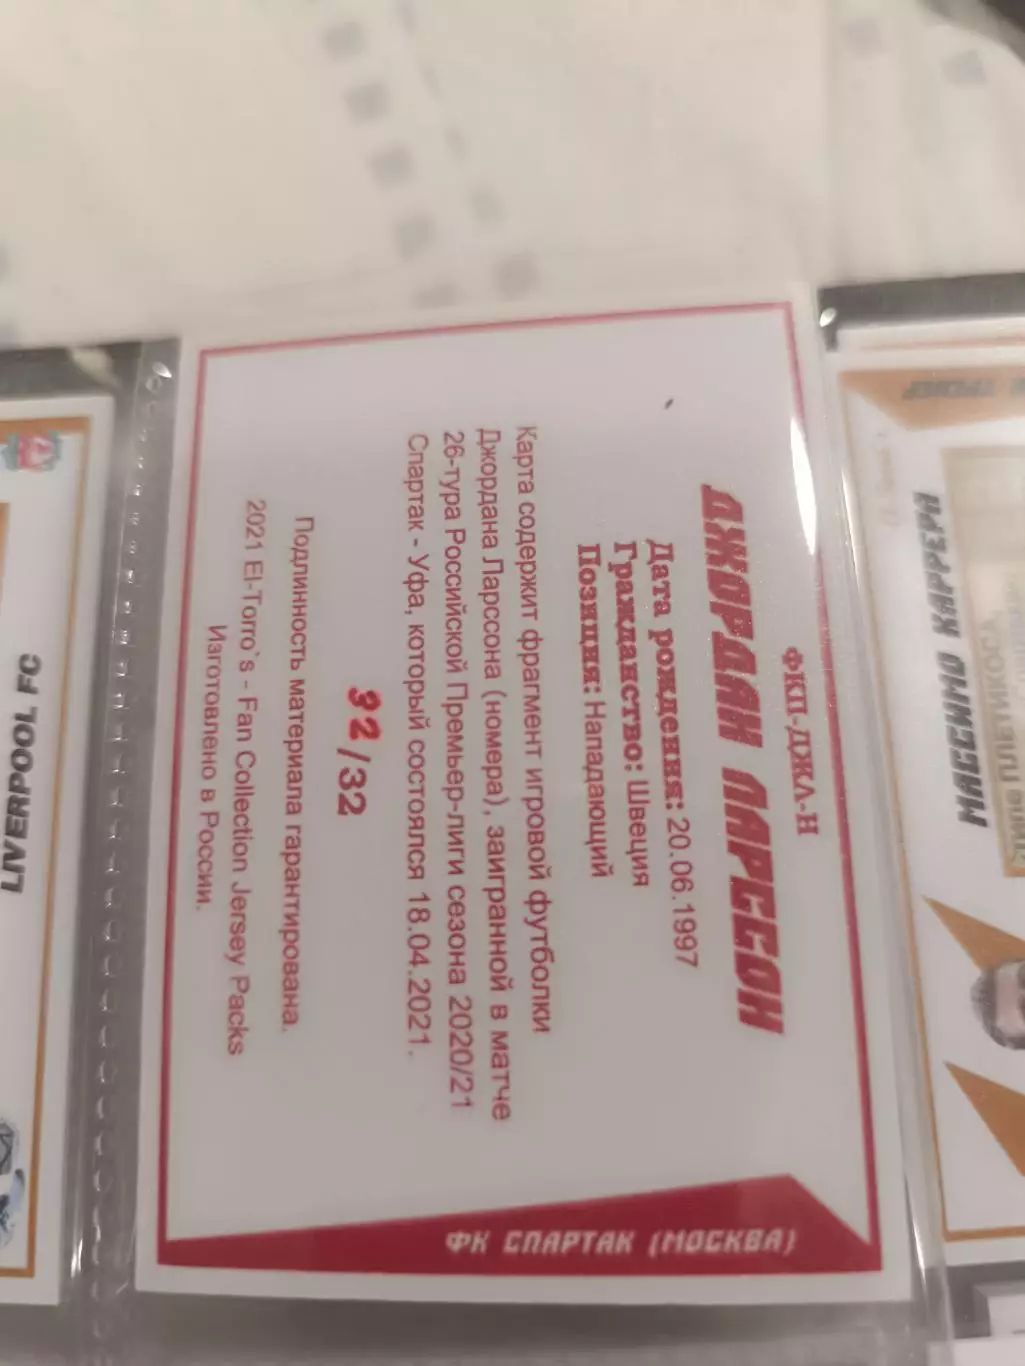 ФКП-ДЖЛ-Н
ДЖОРДАН ЛАРССОН
Дата рождения: 20.06.1997
Гражданство: Швеция
Позиция: Нападающий
Карта содержит фрагмент игровой футболки
Джордана Ларссона (номера), заигранной в матче
26-тура Российской Премьер-лиги сезона 2020/21
Спартак - Уфа, который состоялся 18.04.2021.
32/32
Подлинность материала гарантирована.
2021 El-Torro`s - Fan Collection Jersey Packs
Изготовлено в России.
ФК СПАРТАК (МОСКВА)
LIVERPOOL FC